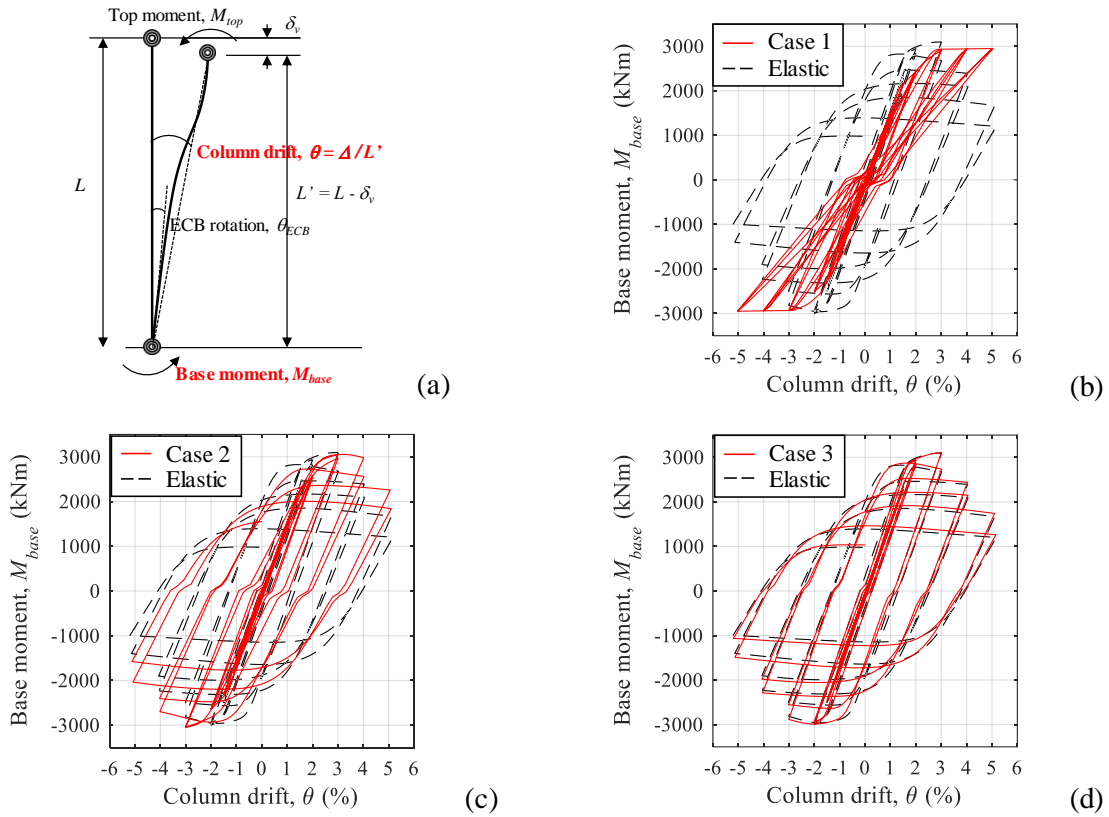 Top moment, M_top
δ_v
L
Column drift, θ = Δ/L'
L' = L - δ_v
ECB rotation, θ_ECB
Base moment, M_base
(a)
Case 1
Elastic
Base moment, M_base (kNm)
3000
2000
1000
0
-1000
-2000
-3000
-6 -5 -4 -3 -2 -1 0 1 2 3 4 5 6
Column drift, θ (%)
(b)
Case 2
Elastic
Base moment, M_base (kNm)
3000
2000
1000
0
-1000
-2000
-3000
-6 -5 -4 -3 -2 -1 0 1 2 3 4 5 6
Column drift, θ (%)
(c)
Case 3
Elastic
Base moment, M_base (kNm)
3000
2000
1000
0
-1000
-2000
-3000
-6 -5 -4 -3 -2 -1 0 1 2 3 4 5 6
Column drift, θ (%)
(d)